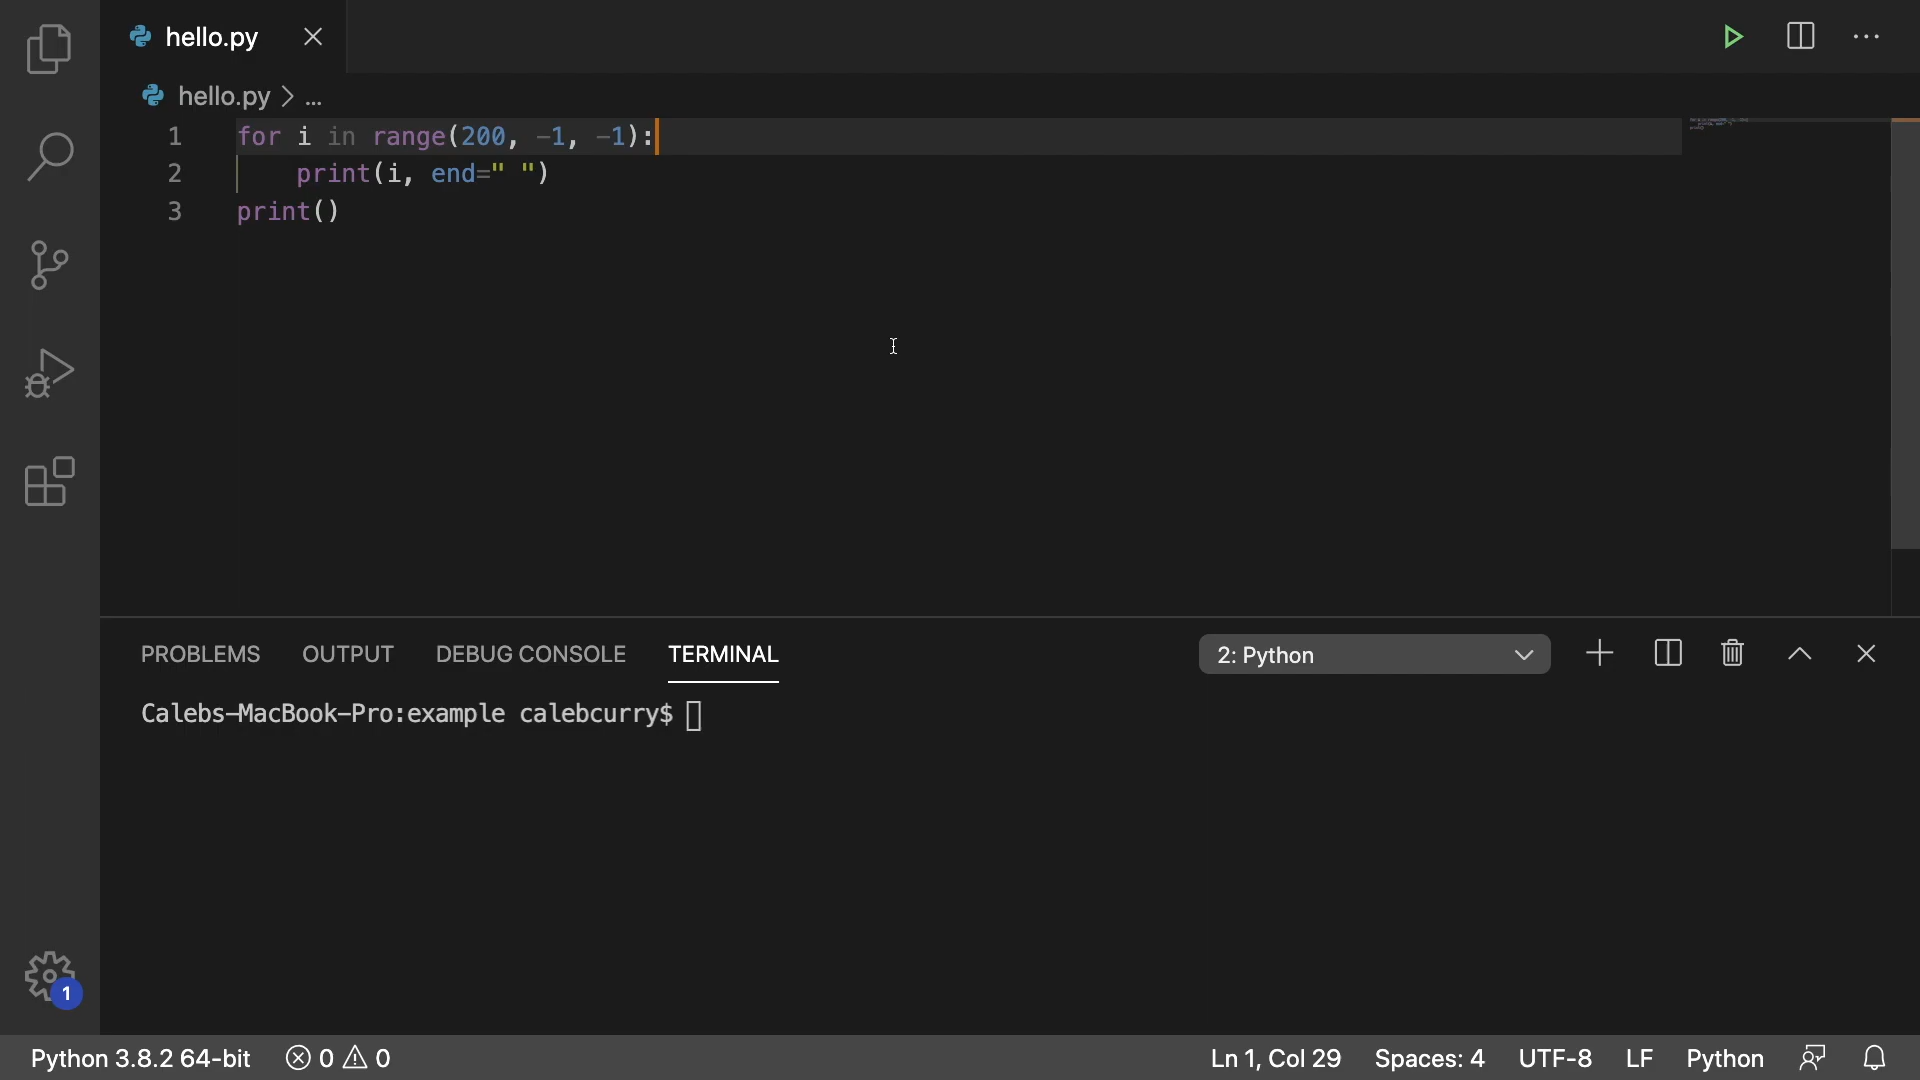 hello.py
hello.py > ...
1 for i in range(200, -1, -1):
2     print(i, end=" ")
3 print()
PROBLEMS OUTPUT DEBUG CONSOLE TERMINAL 2: Python
Calebs-MacBook-Pro:example calebcurry$
1
Python 3.8.2 64-bit 0 0 Ln 1, Col 29 Spaces: 4 UTF-8 LF Python